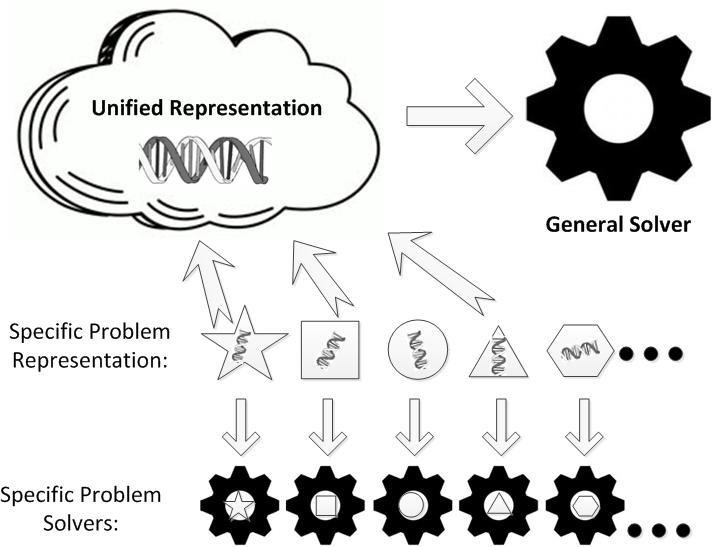 Unified Representation
General Solver
Specific Problem
Representation:
Specific Problem
Solvers: